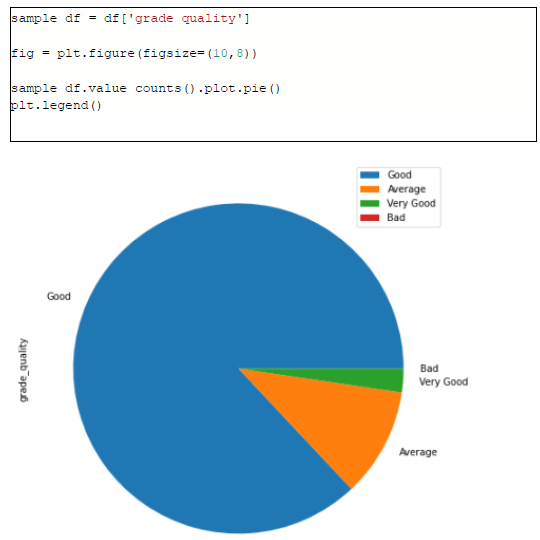 sample df = df['grade quality']
fig = plt.figure(figsize=(10,8))
sample df.value counts().plot.pie()
plt.legend()
Good
Average
Very Good
Bad
Good
grade_quality
Bad
Very Good
Average